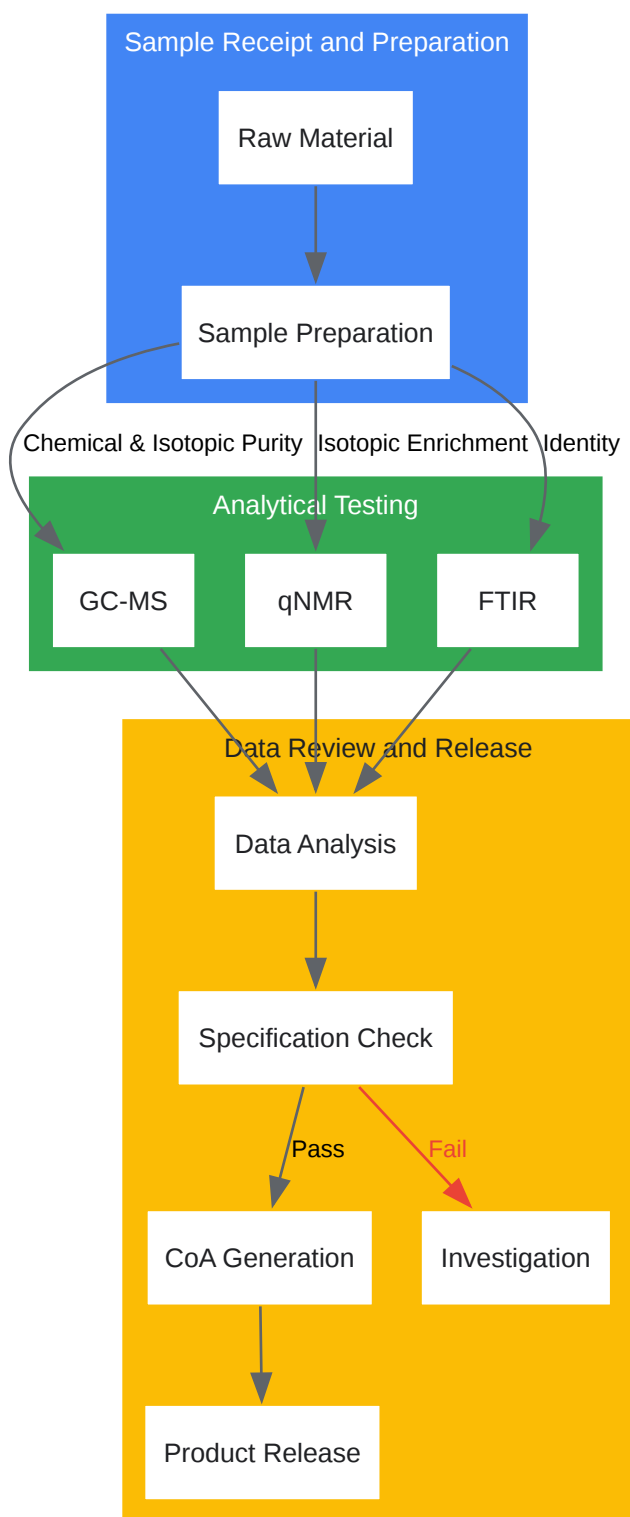 Sample Receipt and Preparation
Raw Material
Sample Preparation
Chemical & Isotopic Purity
Isotopic Enrichment
Identity
Analytical Testing
GC-MS
qNMR
FTIR
Data Review and Release
Data Analysis
Specification Check
Pass
Fail
CoA Generation
Investigation
Product Release